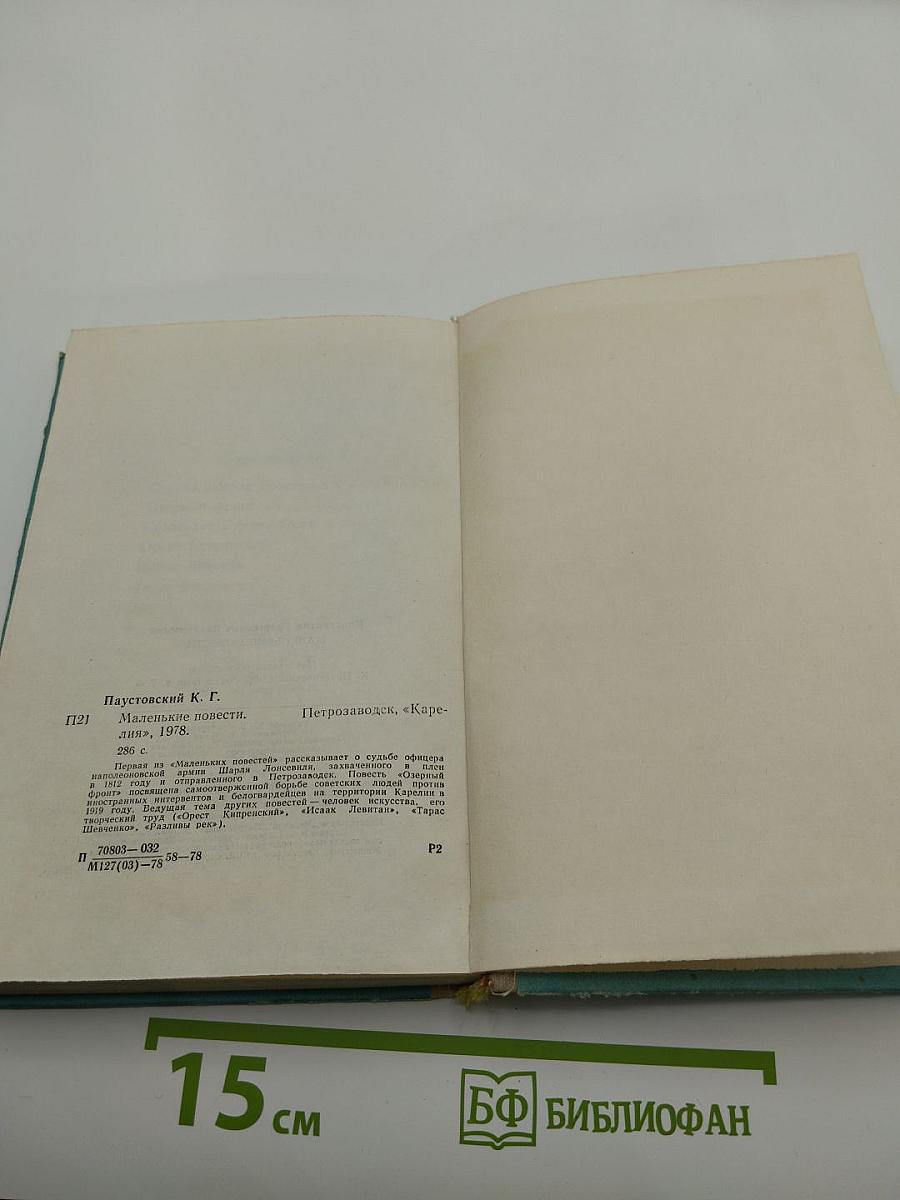 Паустовский К. Г.
П21 Маленькие повести. Петрозаводск, «Каре-
лия», 1978.
286 с.
Первая из «Маленьких повестей» рассказывает о судьбе офицера
наполеоновской армии Шарля Лонсевиля, захваченного в плен
в 1812 году и отправленного в Петрозаводск. Повесть «Озерный
фронт» посвящена самоотверженной борьбе советских людей против
иностранных интервентов и белогвардейцев на территории Карелии в
1919 году. Ведущая тема других повестей — человек искусства, его
творческий труд («Орест Кипренский», «Исаак Левитан», «Тарас
Шевченко», «Разливы рек»).
П 70803—032
М127(03)—78 58—78 Р2
15 см
БФ БИБЛИОФАН